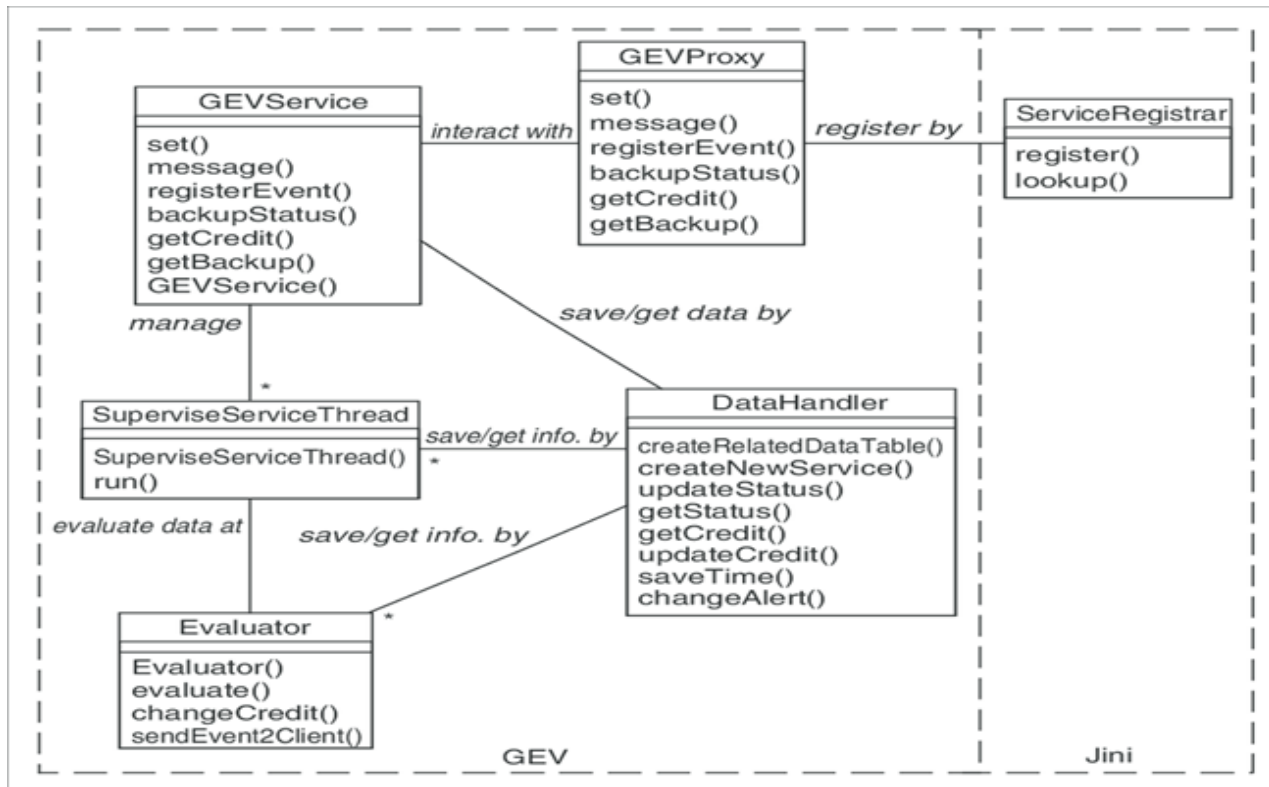 GEVService
set()
message()
registerEvent()
backupStatus()
getCredit()
getBackup()
GEVService()
interact with
GEVProxy
set()
message()
registerEvent()
backupStatus()
getCredit()
getBackup()
register by
ServiceRegistrar
register()
lookup()
manage
*
save/get data by
SuperviseServiceThread
SuperviseServiceThread()
run()
save/get info. by
*
DataHandler
createRelatedDataTable()
createNewService()
updateStatus()
getStatus()
getCredit()
updateCredit()
saveTime()
changeAlert()
evaluate data at
save/get info. by
*
Evaluator
Evaluator()
evaluate()
changeCredit()
sendEvent2Client()
GEV
Jini